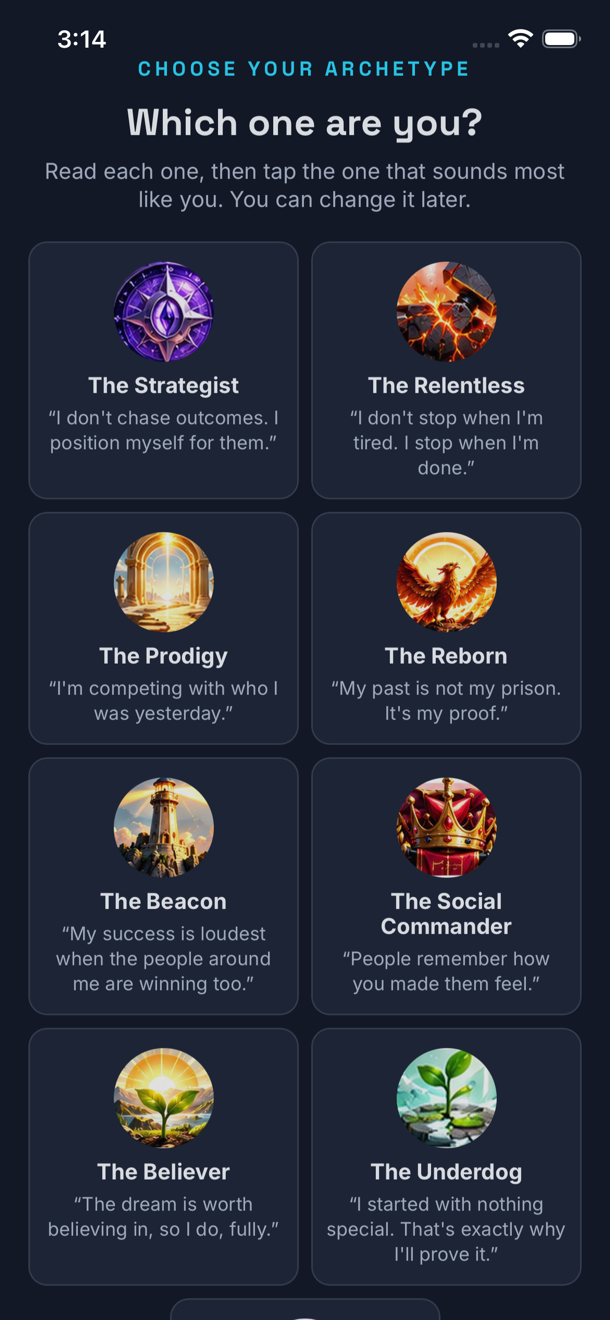 3:14
CHOOSE YOUR ARCHETYPE
Which one are you?
Read each one, then tap the one that sounds most
like you. You can change it later.
The Strategist
“I don't chase outcomes. I
position myself for them.”
The Relentless
“I don't stop when I'm
tired. I stop when I'm
done.”
The Prodigy
“I'm competing with who I
was yesterday.”
The Reborn
“My past is not my prison.
It's my proof.”
The Beacon
“My success is loudest
when the people around
me are winning too.”
The Social
Commander
“People remember how
you made them feel.”
The Believer
“The dream is worth
believing in, so I do, fully.”
The Underdog
“I started with nothing
special. That's exactly why
I'll prove it.”